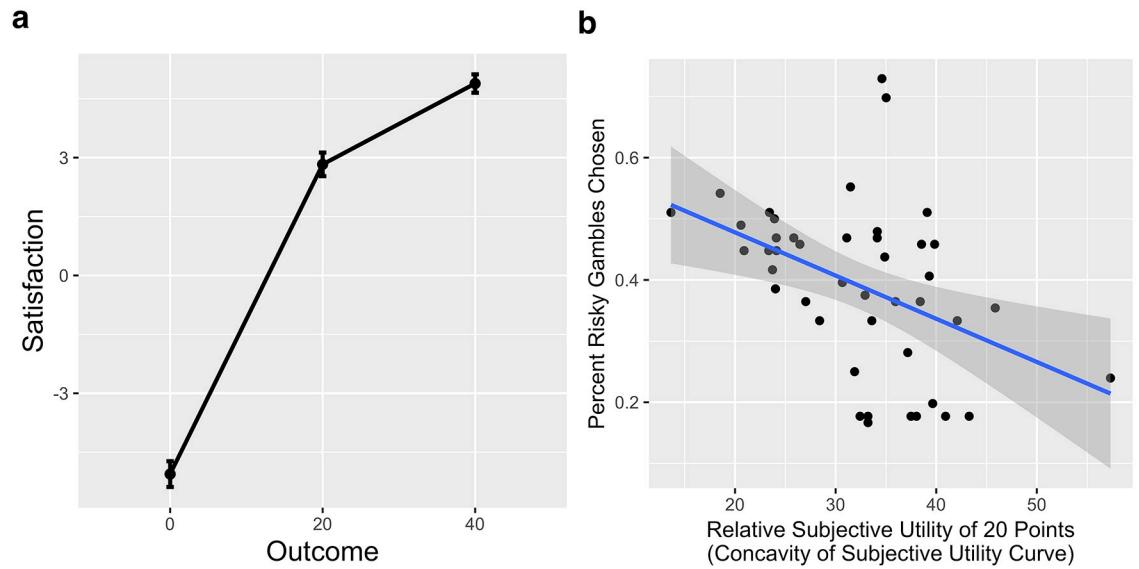 a
Satisfaction
3
0
-3
0 20 40
Outcome
b
Percent Risky Gambles Chosen
0.6
0.4
0.2
20 30 40 50
Relative Subjective Utility of 20 Points
(Concavity of Subjective Utility Curve)